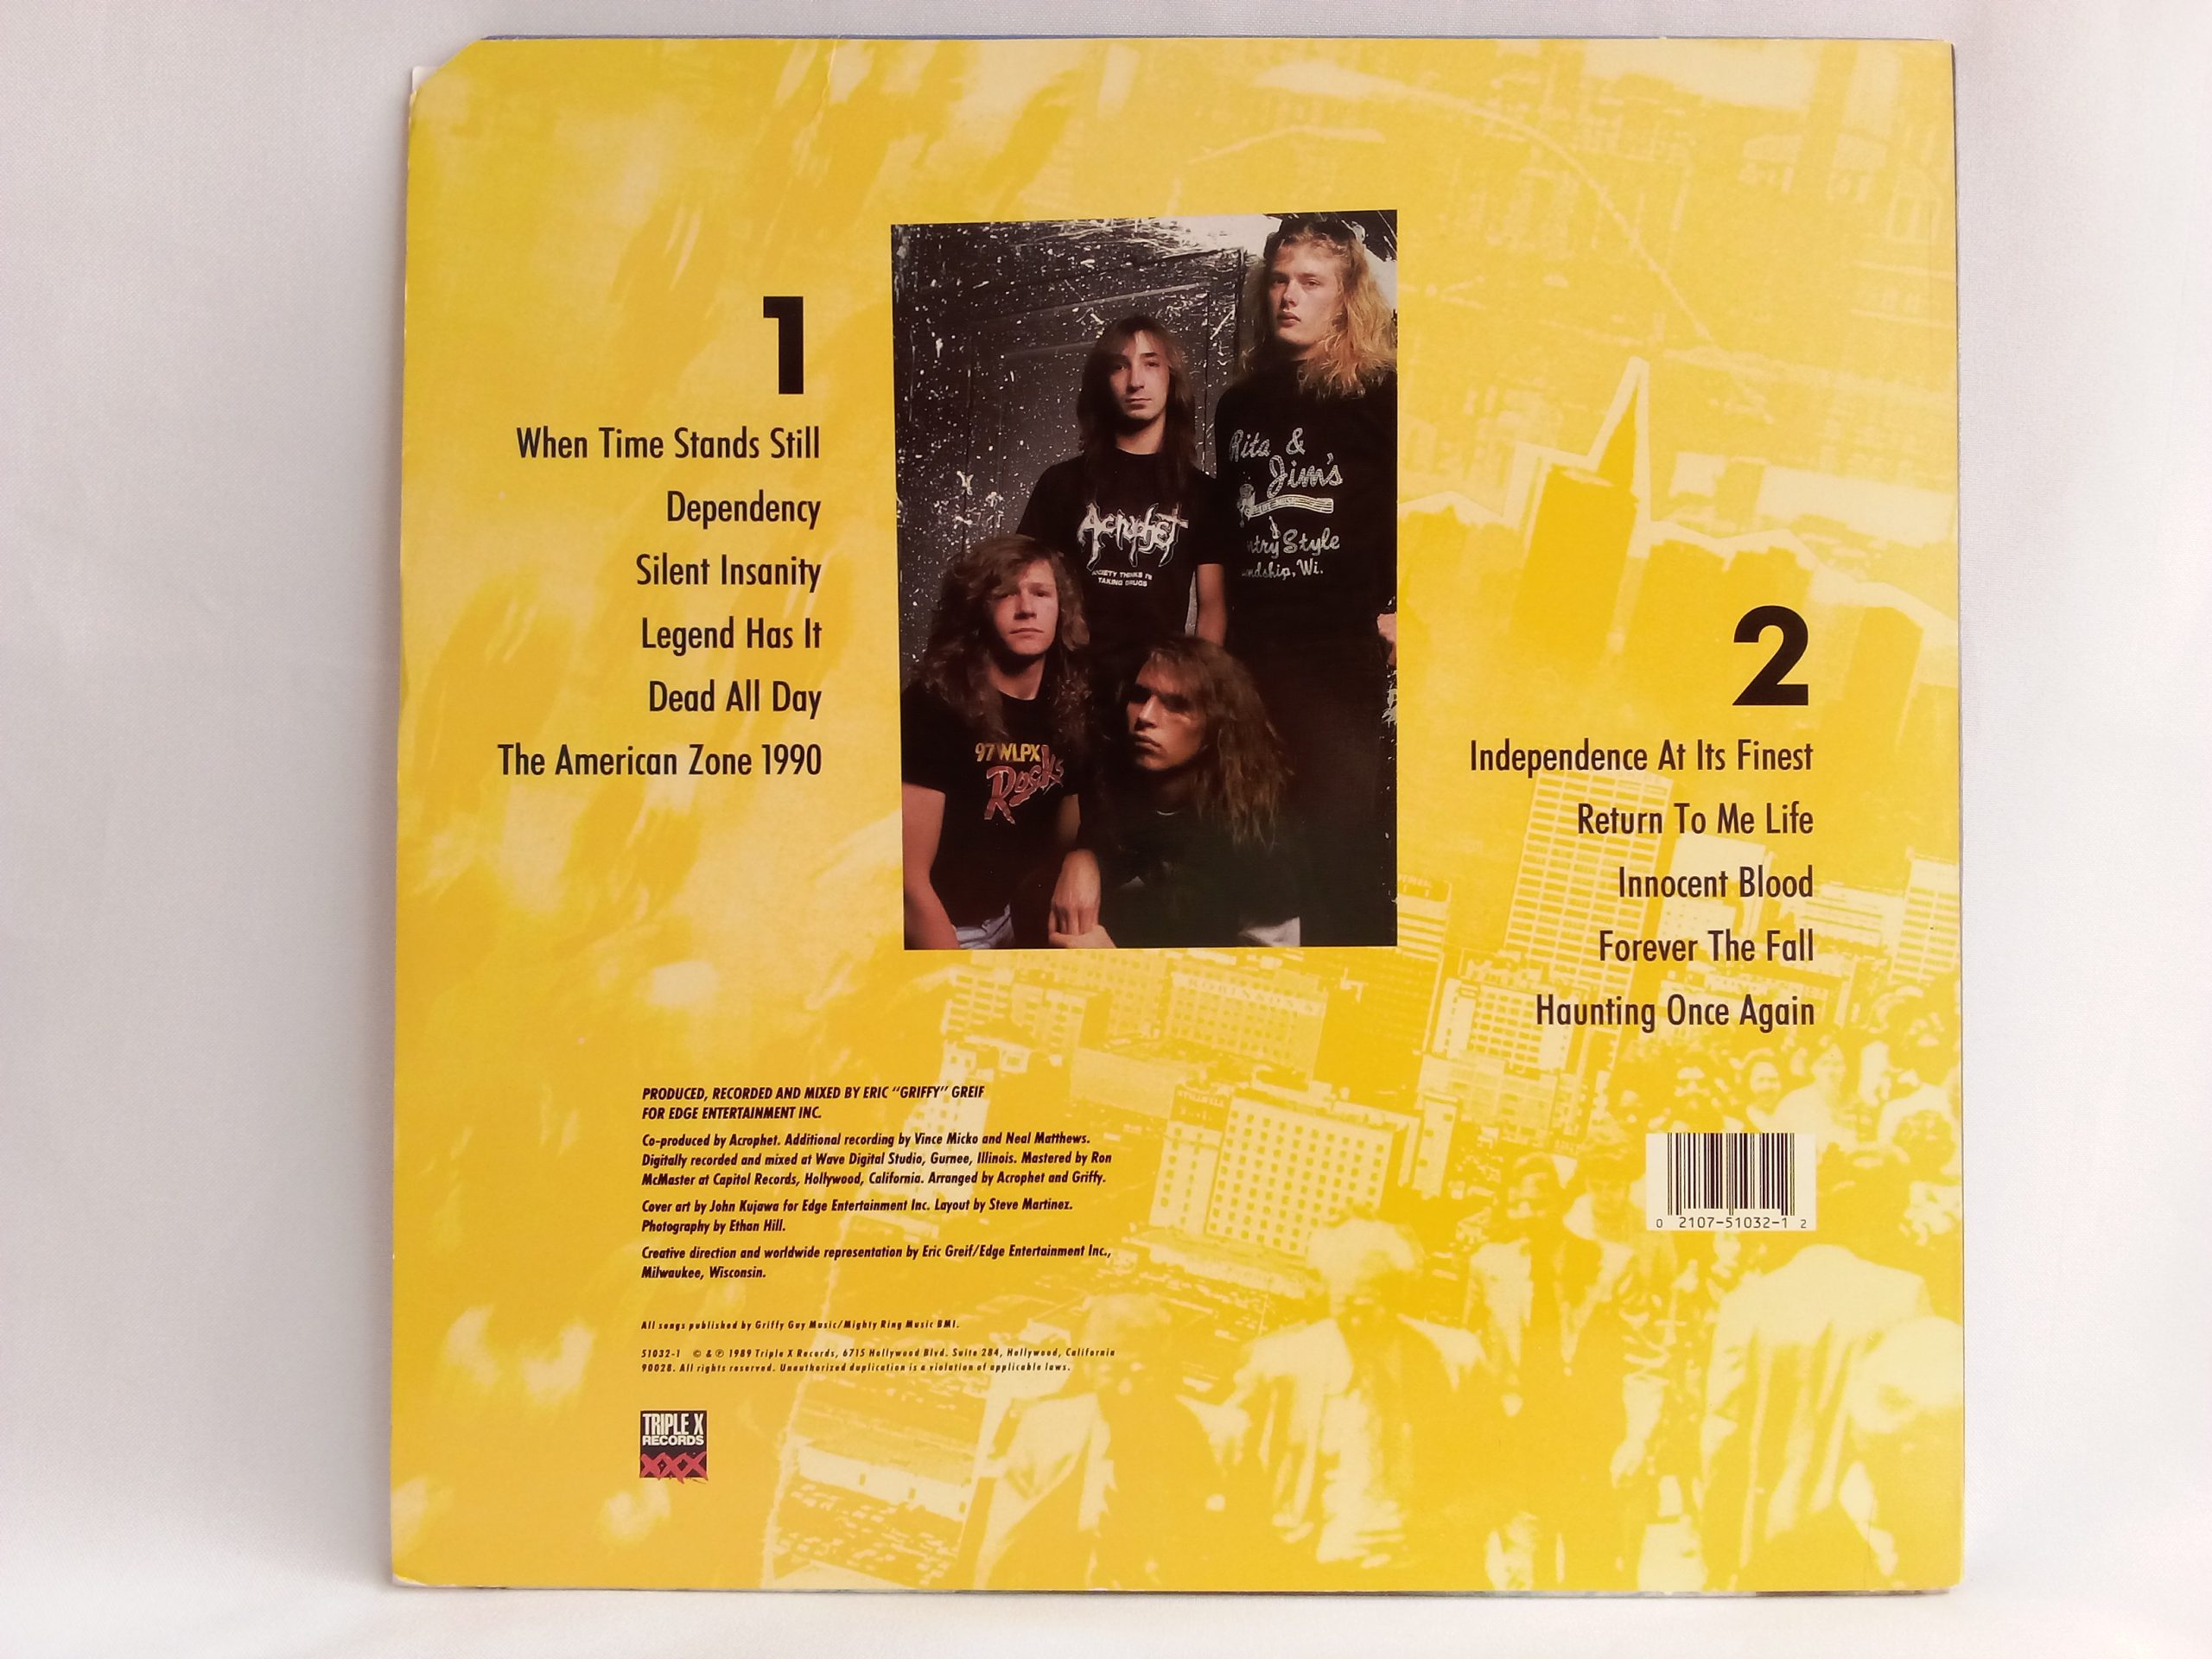 1
When Time Stands Still
Dependency
Silent Insanity
Legend Has It
Dead All Day
The American Zone 1990
Rita &
Jim's
Style
Wi.
Acrophet
SOCIETY THINKS I'M
TAKING DRUGS
97 WLPX
Rocks
2
Independence At Its Finest
Return To Me Life
Innocent Blood
Forever The Fall
Haunting Once Again
PRODUCED, RECORDED AND MIXED BY ERIC "GRIFFY" GREIF
FOR EDGE ENTERTAINMENT INC.
Co-produced by Acrophet. Additional recording by Vince Micko and Neal Matthews.
Digitally recorded and mixed at Wave Digital Studio, Gurnee, Illinois. Mastered by Ron
McMaster at Capitol Records, Hollywood, California. Arranged by Acrophet and Griffy.
Cover art by John Kujawa for Edge Entertainment Inc. Layout by Steve Martinez.
Photography by Ethan Hill.
Creative direction and worldwide representation by Eric Greif/Edge Entertainment Inc.,
Milwaukee, Wisconsin.
All songs published by Griffy Guy Music/Mighty Ring Music BMI.
51032-1 © & ℗ 1989 Triple X Records, 6715 Hollywood Blvd. Suite 284, Hollywood, California
90028. All rights reserved. Unauthorized duplication is a violation of applicable laws.
TRIPLE X
RECORDS
XXX
0 2107-51032-1 2